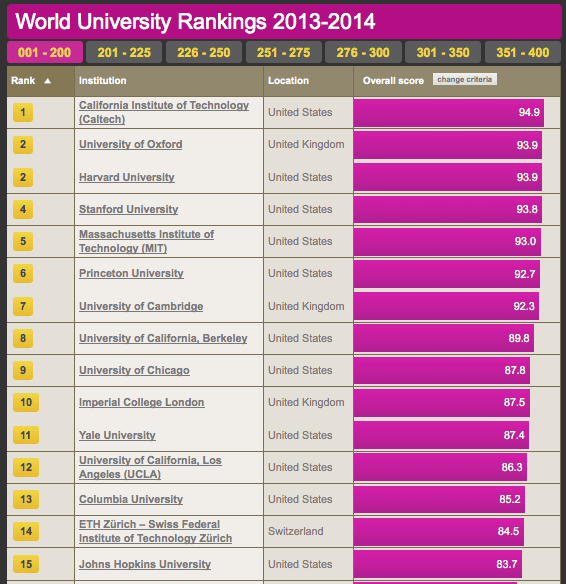 World University Rankings 2013-2014
001 - 200 201 - 225 226 - 250 251 - 275 276 - 300 301 - 350 351 - 400
Rank Institution Location Overall score change criteria
1 California Institute of Technology (Caltech) United States 94.9
2 University of Oxford United Kingdom 93.9
2 Harvard University United States 93.9
4 Stanford University United States 93.8
5 Massachusetts Institute of Technology (MIT) United States 93.0
6 Princeton University United States 92.7
7 University of Cambridge United Kingdom 92.3
8 University of California, Berkeley United States 89.8
9 University of Chicago United States 87.8
10 Imperial College London United Kingdom 87.5
11 Yale University United States 87.4
12 University of California, Los Angeles (UCLA) United States 86.3
13 Columbia University United States 85.2
14 ETH Zürich – Swiss Federal Institute of Technology Zürich Switzerland 84.5
15 Johns Hopkins University United States 83.7